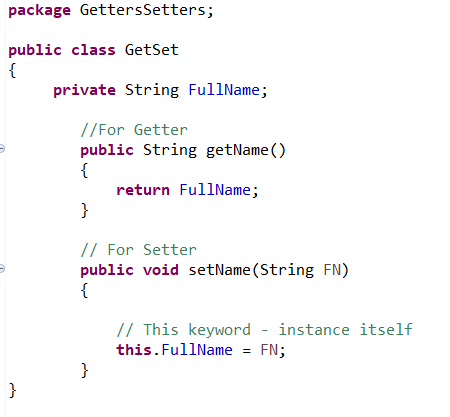 package GettersSetters;
public class GetSet
{
private String FullName;
//For Getter
public String getName()
{
return FullName;
}
// For Setter
public void setName(String FN)
{
// This keyword - instance itself
this.FullName = FN;
}
}